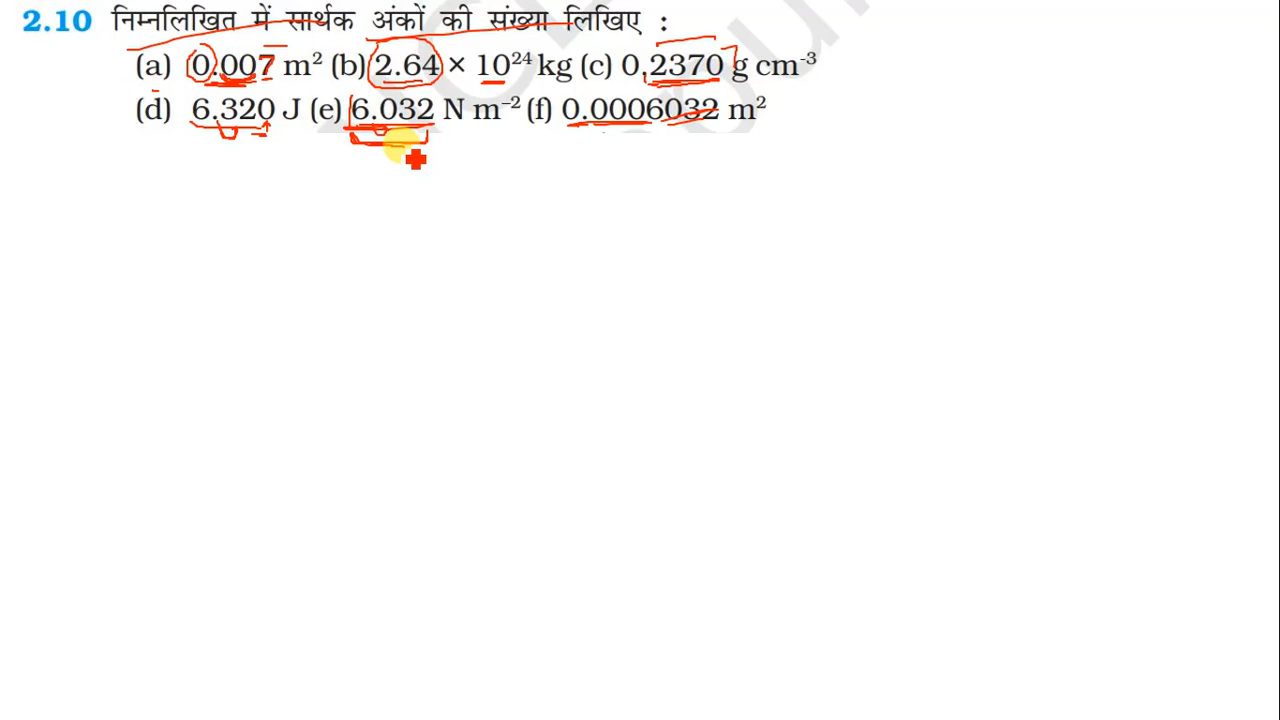 2.10 निम्नलिखित में सार्थक अंकों की संख्या लिखिए :
(a) 0.007 m² (b) 2.64 × 10²⁴ kg (c) 0.2370 g cm⁻³
(d) 6.320 J (e) 6.032 N m⁻² (f) 0.0006032 m²